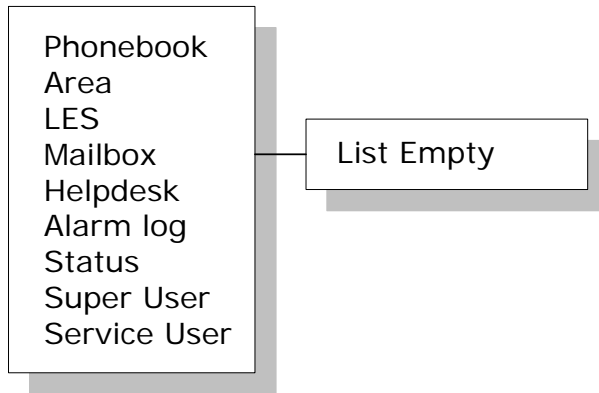 Phonebook
Area
LES
Mailbox
Helpdesk
Alarm log
Status
Super User
Service User
List Empty